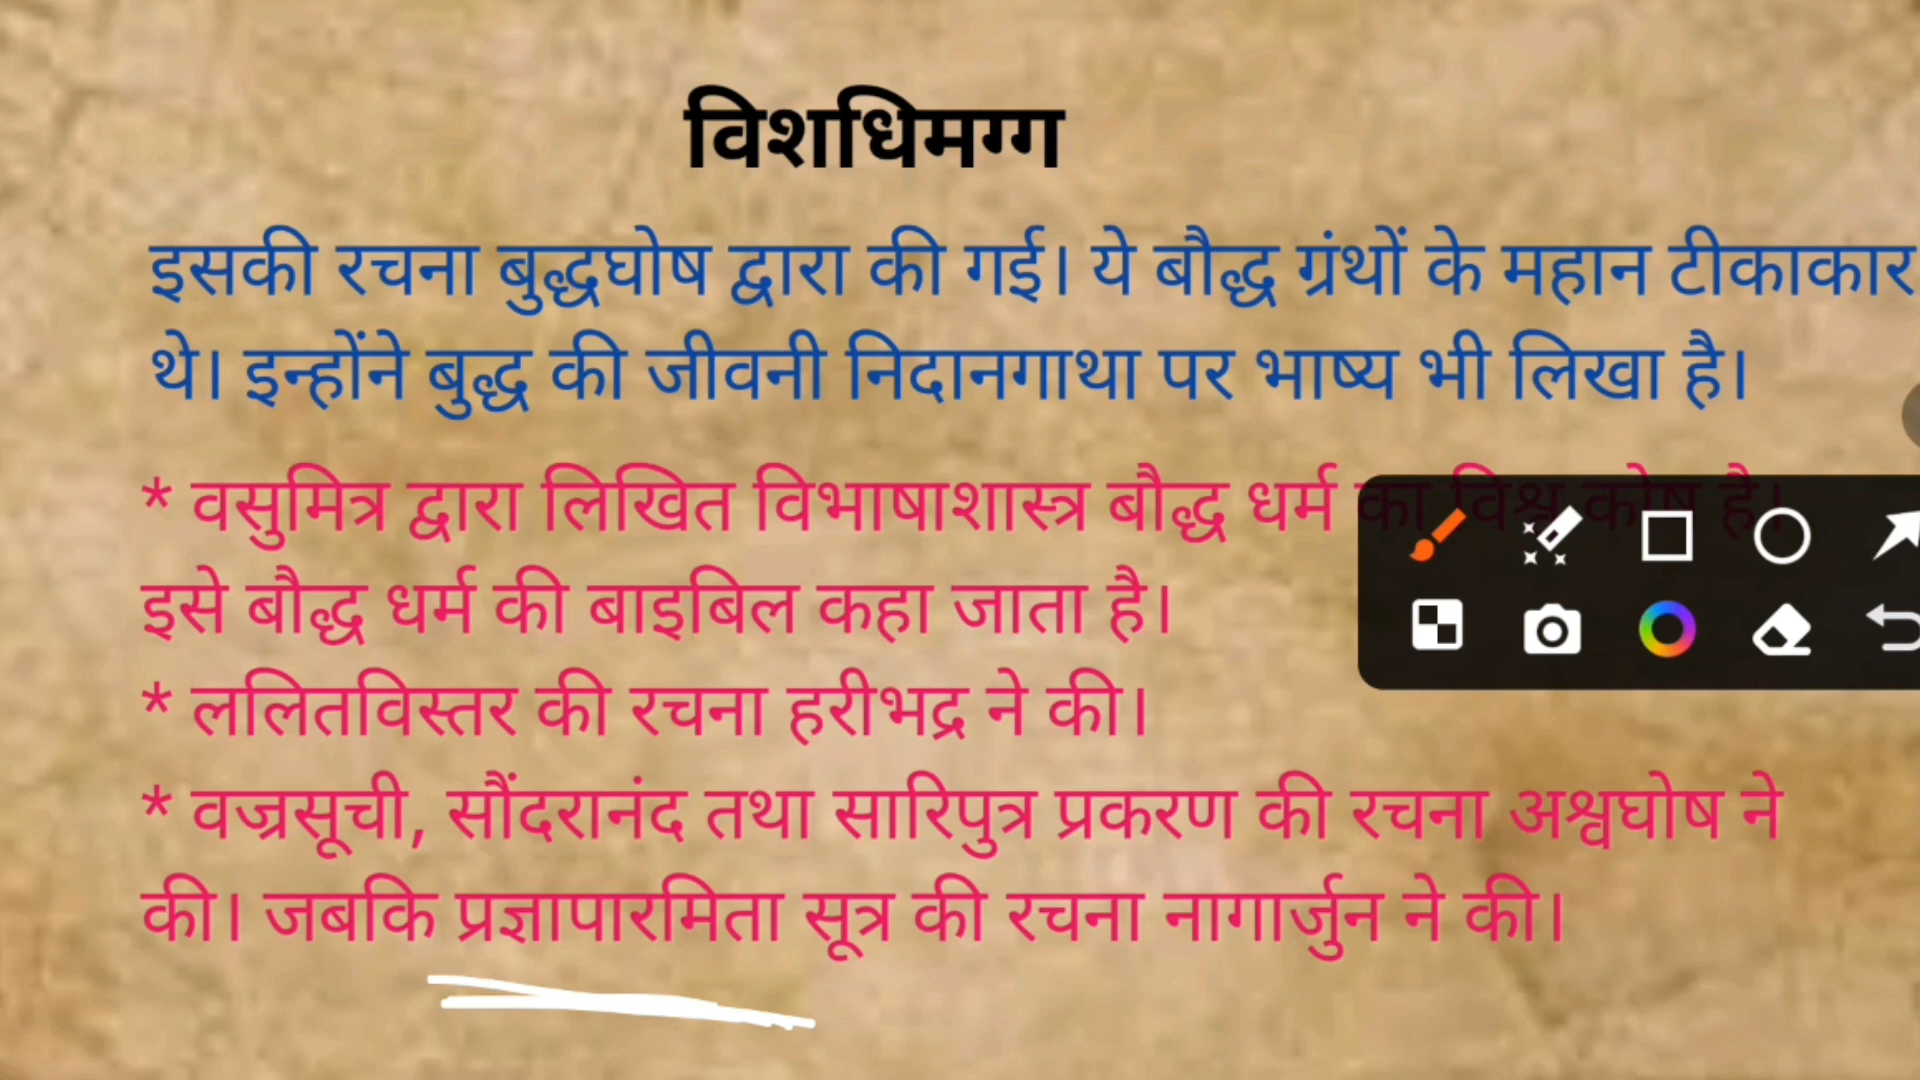 विशधिमग्ग
इसकी रचना बुद्धघोष द्वारा की गई। ये बौद्ध ग्रंथों के महान टीकाकार
थे। इन्होंने बुद्ध की जीवनी निदानगाथा पर भाष्य भी लिखा है।
* वसुमित्र द्वारा लिखित विभाषाशास्त्र बौद्ध धर्म का विश्व कोष है।
इसे बौद्ध धर्म की बाइबिल कहा जाता है।
* ललितविस्तर की रचना हरीभद्र ने की।
* वज्रसूची, सौंदरानंद तथा सारिपुत्र प्रकरण की रचना अश्वघोष ने
की। जबकि प्रज्ञापारमिता सूत्र की रचना नागार्जुन ने की।